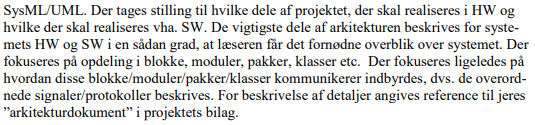 SysML/UML. Der tages stilling til hvilke dele af projektet, der skal realiseres i HW og
hvilke der skal realiseres vha. SW. De vigtigste dele af arkitekturen beskrives for syste-
mets HW og SW i en sådan grad, at læseren får det fornødne overblik over systemet. Der
fokuseres på opdeling i blokke, moduler, pakker, klasser etc.  Der fokuseres ligeledes på
hvordan disse blokke/moduler/pakker/klasser kommunikerer indbyrdes, dvs. de overord-
nede signaler/protokoller beskrives. For beskrivelse af detaljer angives reference til jeres
”arkitekturdokument” i projektets bilag.